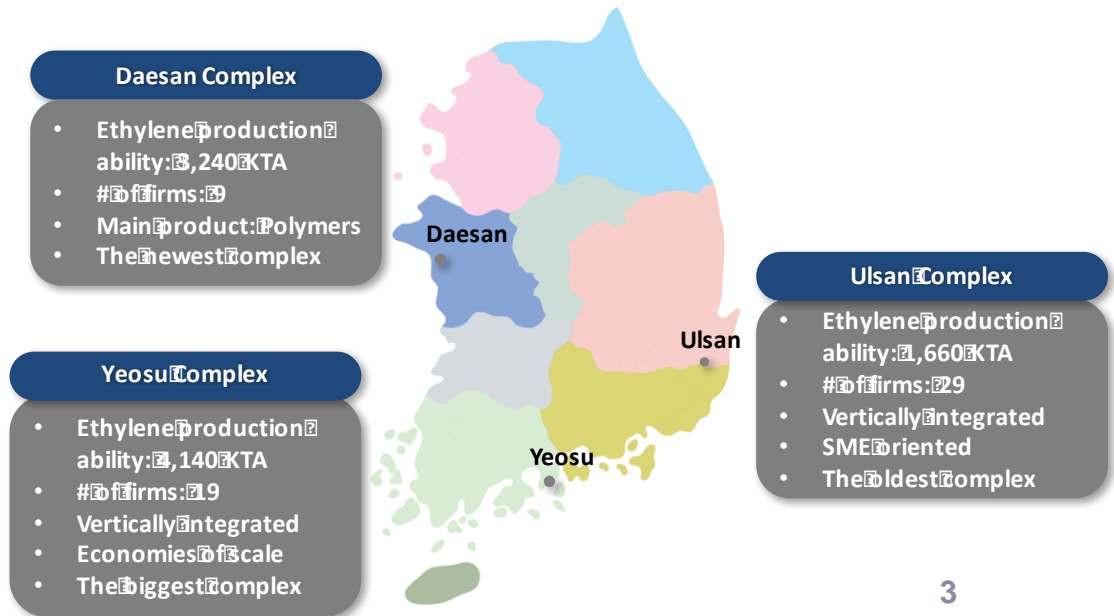 Daesan Complex
• Ethylene production
ability: 3,240 KTA
• # of firms: 9
• Main product: Polymers
• The newest complex
Daesan
Ulsan Complex
• Ethylene production
ability: 1,660 KTA
• # of firms: 29
• Vertically integrated
• SME oriented
• The oldest complex
Ulsan
Yeosu Complex
• Ethylene production
ability: 4,140 KTA
• # of firms: 19
• Vertically integrated
• Economies of scale
• The biggest complex
Yeosu
3